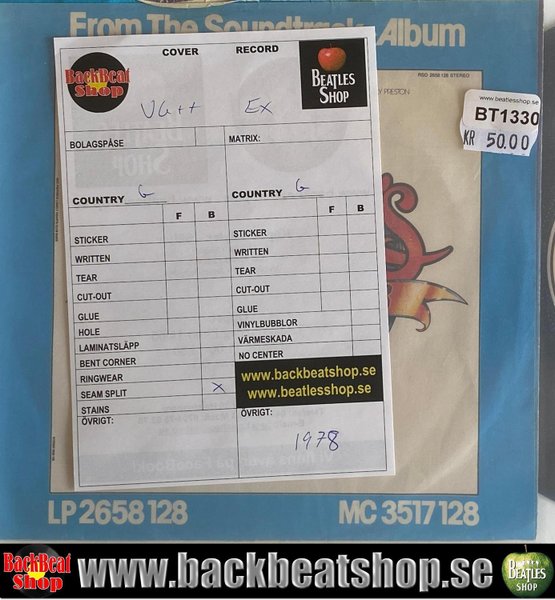 From The Soundtrack Album
RSO 2658 128 STEREO
Y PRESTON
COVER RECORD
BackBeat Shop
BEATLES SHOP
VG++ EX
www.beatlesshop.se
BT1330
KR 50.00
BOLAGSPÅSE MATRIX:
COUNTRY G COUNTRY G
F B F B
STICKER STICKER
WRITTEN WRITTEN
TEAR TEAR
CUT-OUT CUT-OUT
GLUE GLUE
HOLE VINYLBUBBLOR
LAMINATSLÄPP VÄRMESKADA
BENT CORNER NO CENTER
RINGWEAR www.backbeatshop.se
SEAM SPLIT X www.beatlesshop.se
STAINS
ÖVRIGT: ÖVRIGT:
1978
LP 2658 128 MC 3517 128
BackBeat Shop www.backbeatshop.se BEATLES SHOP